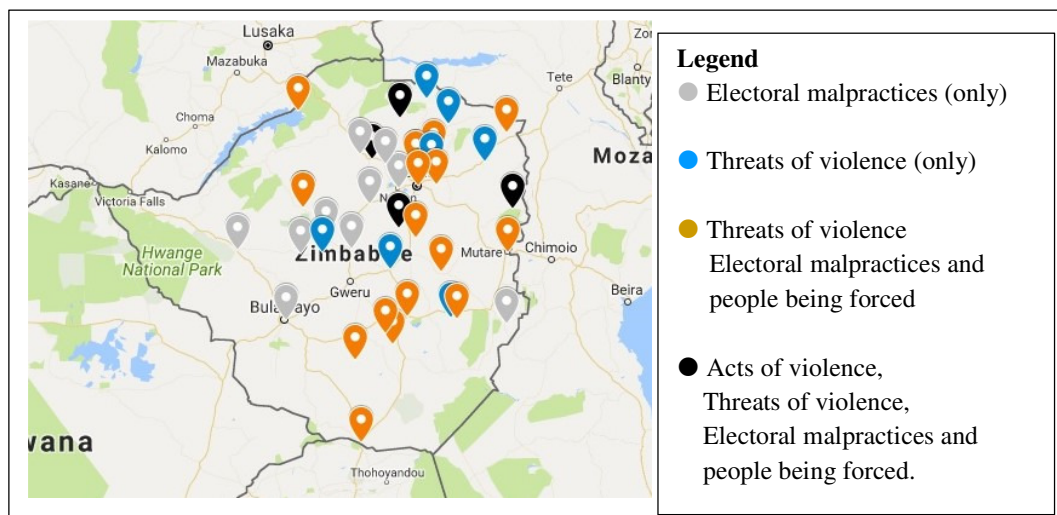 Lusaka
Mazabuka
Tete
Blanty
Choma
Kalomo
Moza
Kasane
Victoria Falls
Hwange
National Park
Zimbabwe
Mutare
Chimoio
Gweru
Beira
Bulawayo
wana
Thohoyandou
Legend
Electoral malpractices (only)
Threats of violence (only)
Threats of violence
Electoral malpractices and
people being forced
Acts of violence,
Threats of violence,
Electoral malpractices and
people being forced.